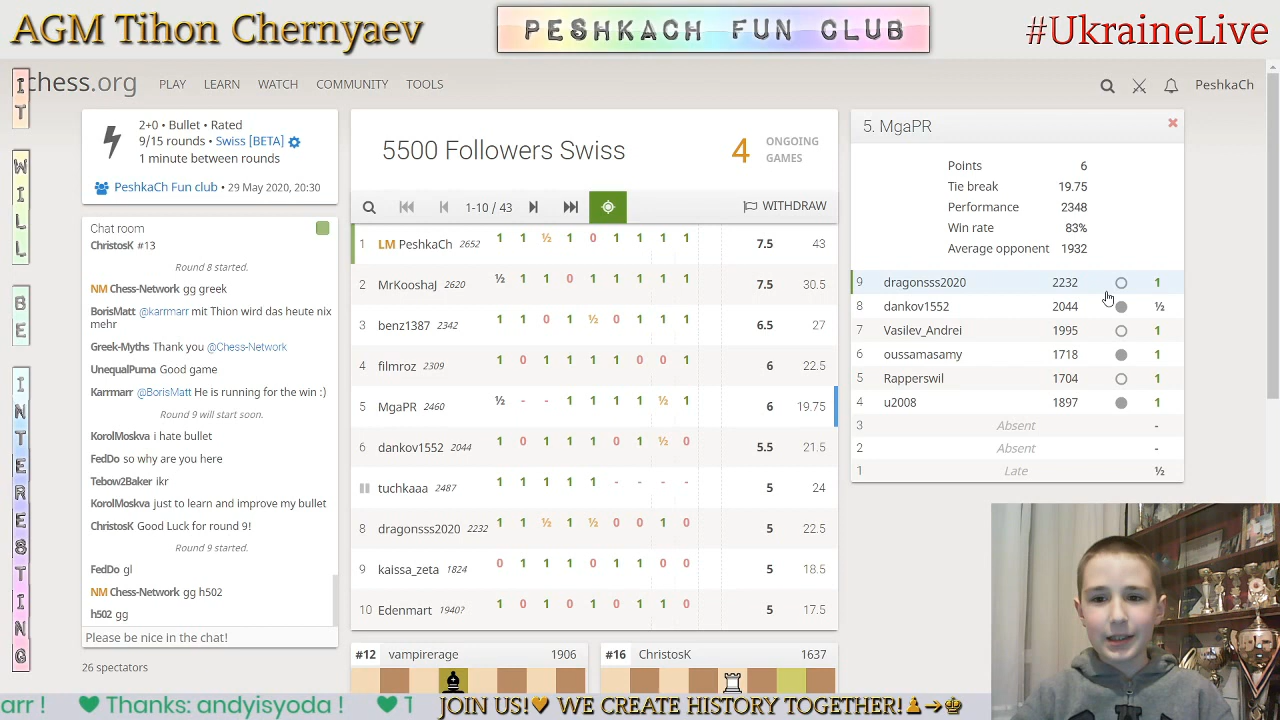 AGM Tihon Chernyaev
PESHKACH FUN CLUB
#UkraineLive
IT WILL BE INTERESTING
chess.org
PLAY LEARN WATCH COMMUNITY TOOLS
PeshkaCh
2+0 • Bullet • Rated
9/15 rounds • Swiss [BETA]
1 minute between rounds
PeshkaCh Fun club • 29 May 2020, 20:30
Chat room
ChristosK #13
Round 8 started.
NM Chess-Network gg greek
BorisMatt @karrmarr mit Thion wird das heute nix
mehr
Greek-Myths Thank you @Chess-Network
UnequalPuma Good game
Karrmarr @BorisMatt He is running for the win :)
Round 9 will start soon.
KorolMoskva i hate bullet
FedDo so why are you here
Tebow2Baker ikr
KorolMoskva just to learn and improve my bullet
ChristosK Good Luck for round 9!
Round 9 started.
FedDo gl
NM Chess-Network gg h502
h502 gg
Please be nice in the chat!
26 spectators
5500 Followers Swiss
4 ONGOING
GAMES
1-10 / 43
WITHDRAW
1 LM PeshkaCh 2652 1 1 ½ 1 0 1 1 1 1 7.5 43
2 MrKooshaJ 2620 ½ 1 1 0 1 1 1 1 1 7.5 30.5
3 benz1387 2342 1 1 0 1 ½ 0 1 1 1 6.5 27
4 filmroz 2309 1 0 1 1 1 1 0 0 1 6 22.5
5 MgaPR 2460 ½ - - 1 1 1 1 ½ 1 6 19.75
6 dankov1552 2044 1 0 1 1 1 0 1 ½ 0 5.5 21.5
tuchkaaa 2487 1 1 1 1 1 - - - - 5 24
8 dragonsss2020 2232 1 1 ½ 1 ½ 0 0 1 0 5 22.5
9 kaissa_zeta 1824 0 1 1 1 0 1 1 0 0 5 18.5
10 Edenmart 1940? 1 0 1 0 1 0 1 1 0 5 17.5
#12 vampirerage 1906
#16 ChristosK 1637
5. MgaPR
Points 6
Tie break 19.75
Performance 2348
Win rate 83%
Average opponent 1932
9 dragonsss2020 2232 1
8 dankov1552 2044 ½
7 Vasilev_Andrei 1995 1
6 oussamasamy 1718 1
5 Rapperswil 1704 1
4 u2008 1897 1
3 Absent -
2 Absent -
1 Late ½
arr ! Thanks: andyisyoda ! 1
JOIN US! WE CREATE HISTORY TOGETHER!